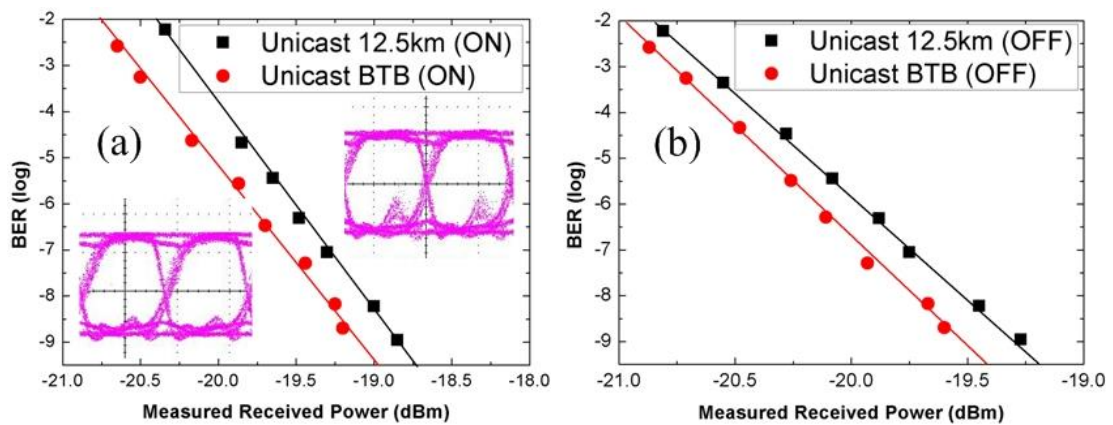 Unicast 12.5km (ON)
Unicast BTB (ON)
(a)
BER (log)
-2
-3
-4
-5
-6
-7
-8
-9
-21.0 -20.5 -20.0 -19.5 -19.0 -18.5 -18.0
Measured Received Power (dBm)
Unicast 12.5km (OFF)
Unicast BTB (OFF)
(b)
BER (log)
-2
-3
-4
-5
-6
-7
-8
-9
-21.0 -20.5 -20.0 -19.5 -19.0
Measured Received Power (dBm)